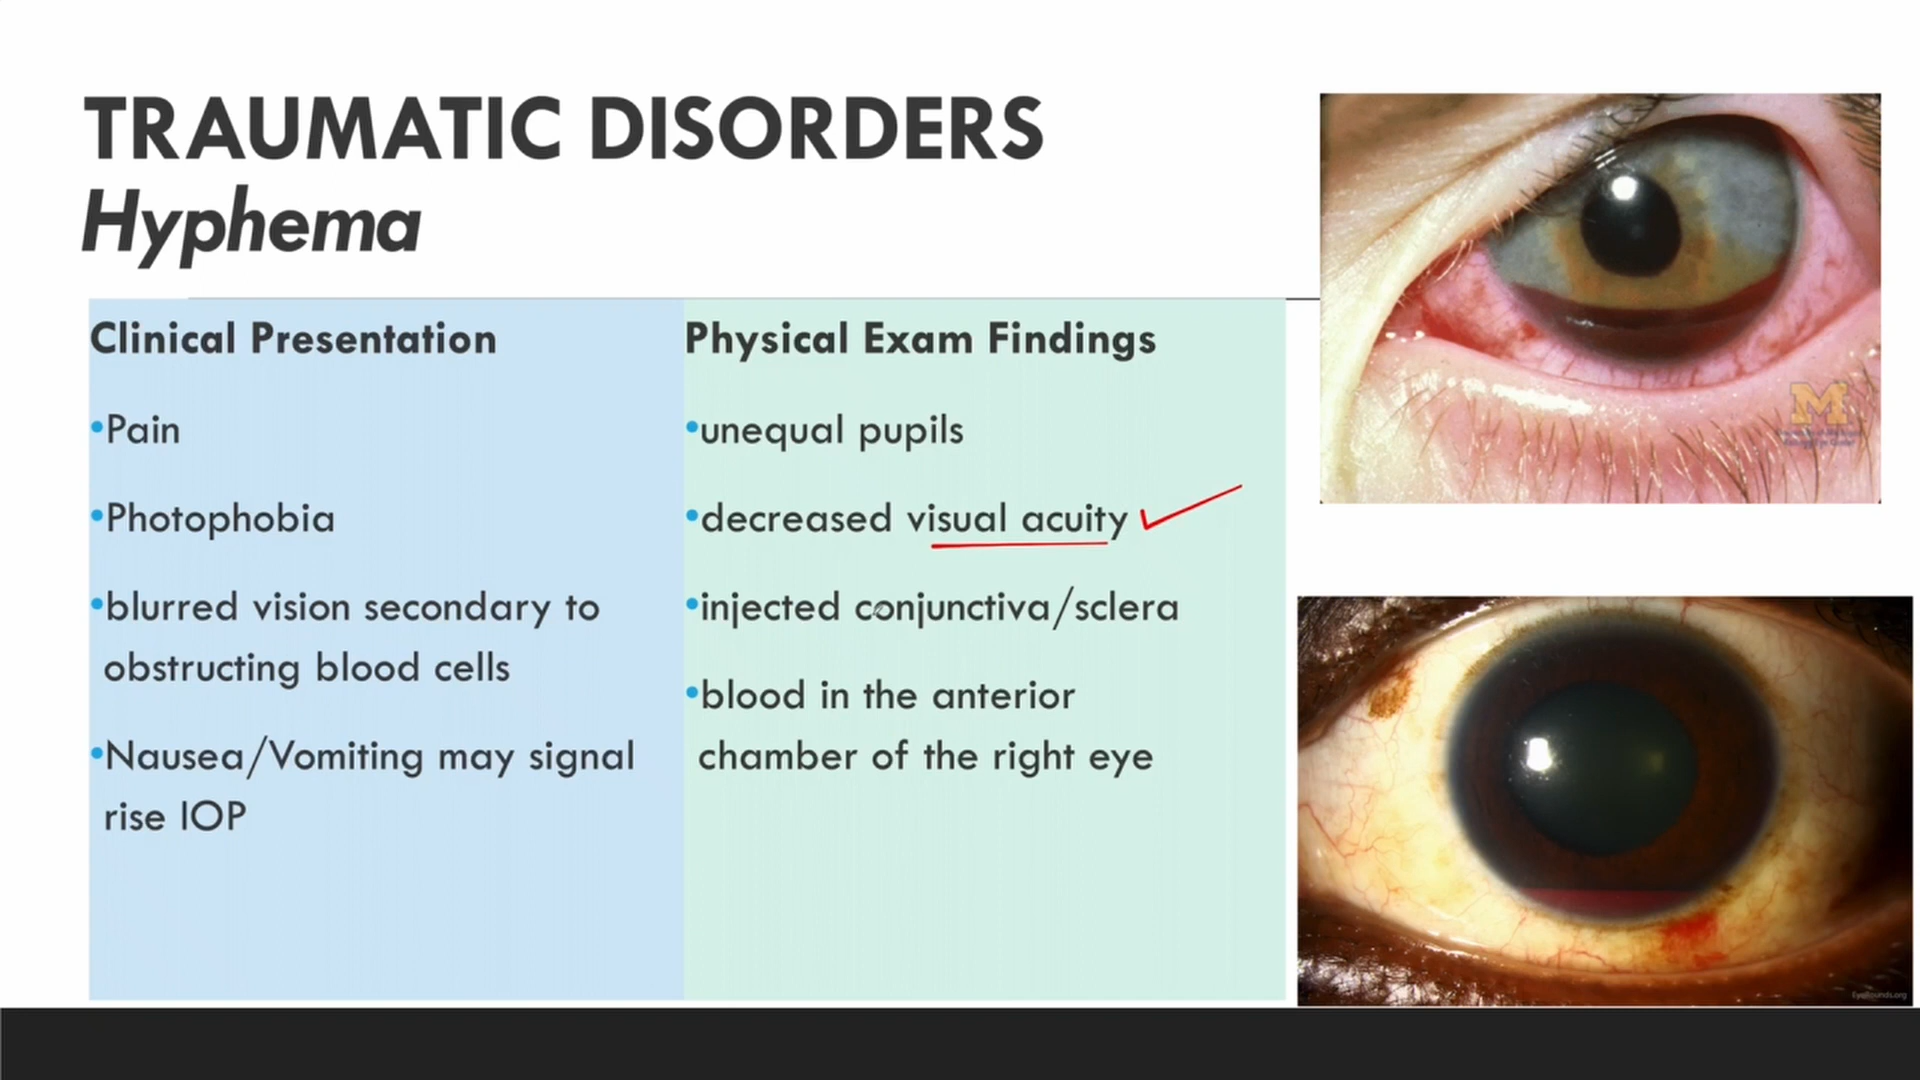 TRAUMATIC DISORDERS
Hyphema
Clinical Presentation
•Pain
•Photophobia
•blurred vision secondary to
obstructing blood cells
•Nausea/Vomiting may signal
rise IOP
Physical Exam Findings
•unequal pupils
•decreased visual acuity
•injected conjunctiva/sclera
•blood in the anterior
chamber of the right eye
M
EyeRounds.org